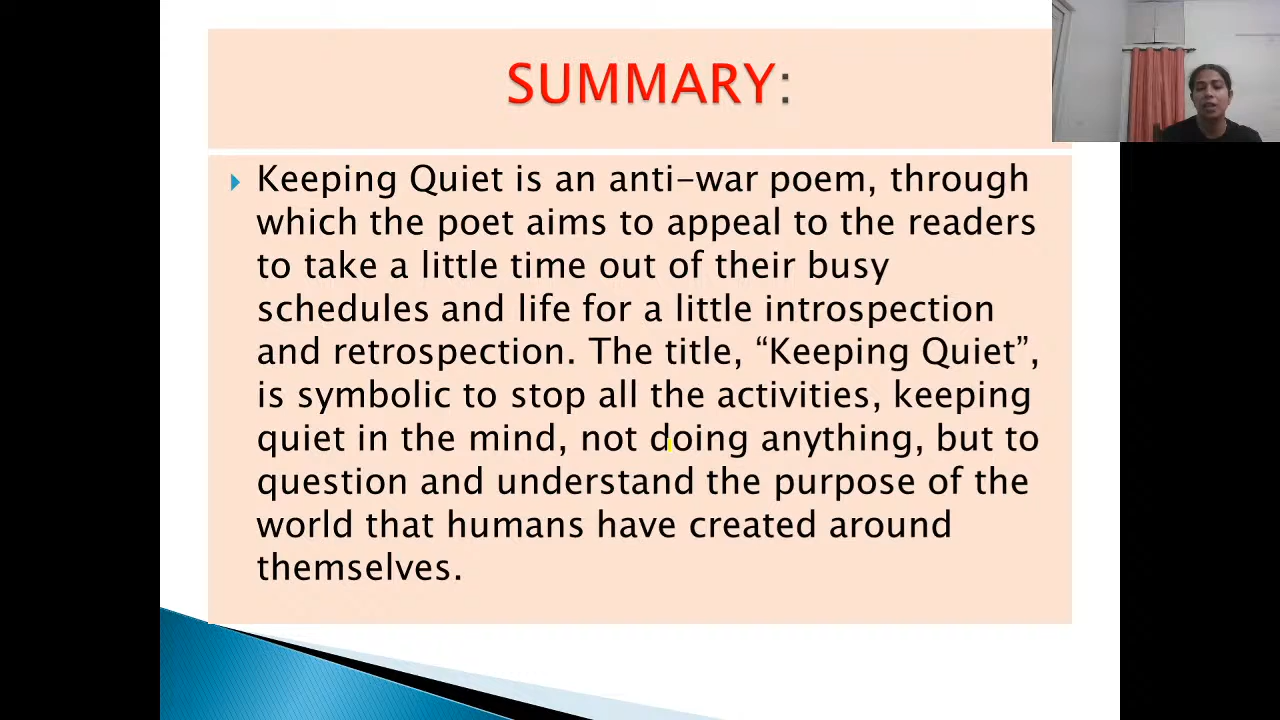 SUMMARY:
Keeping Quiet is an anti-war poem, through
which the poet aims to appeal to the readers
to take a little time out of their busy
schedules and life for a little introspection
and retrospection. The title, “Keeping Quiet”,
is symbolic to stop all the activities, keeping
quiet in the mind, not doing anything, but to
question and understand the purpose of the
world that humans have created around
themselves.